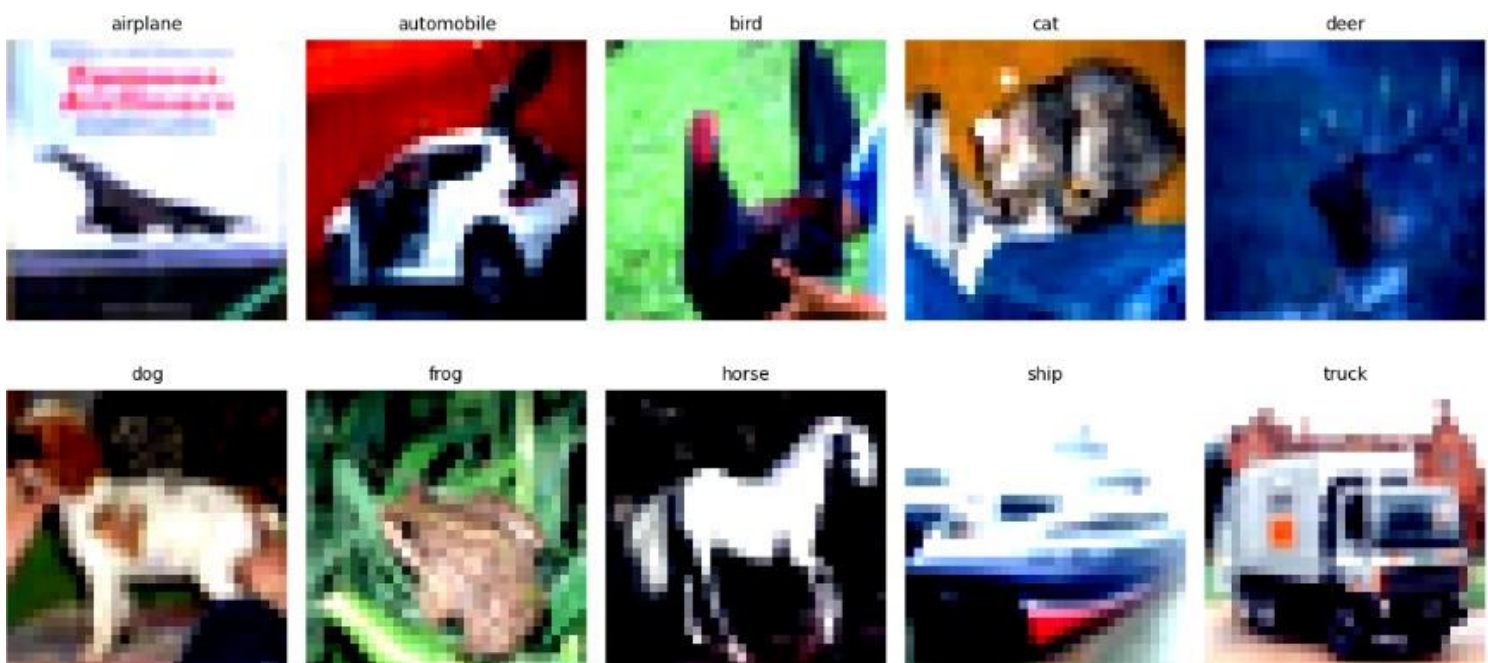 airplane
automobile
bird
cat
deer
dog
frog
horse
ship
truck